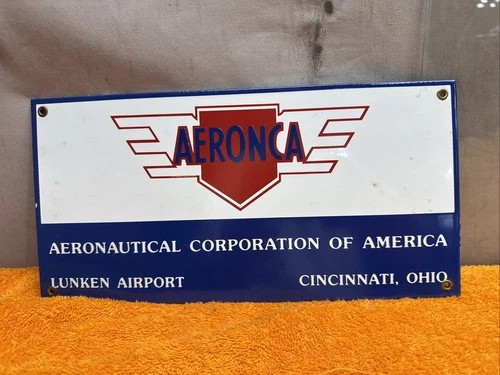 AERONCA
AERONAUTICAL CORPORATION OF AMERICA
LUNKEN AIRPORT CINCINNATI, OHIO